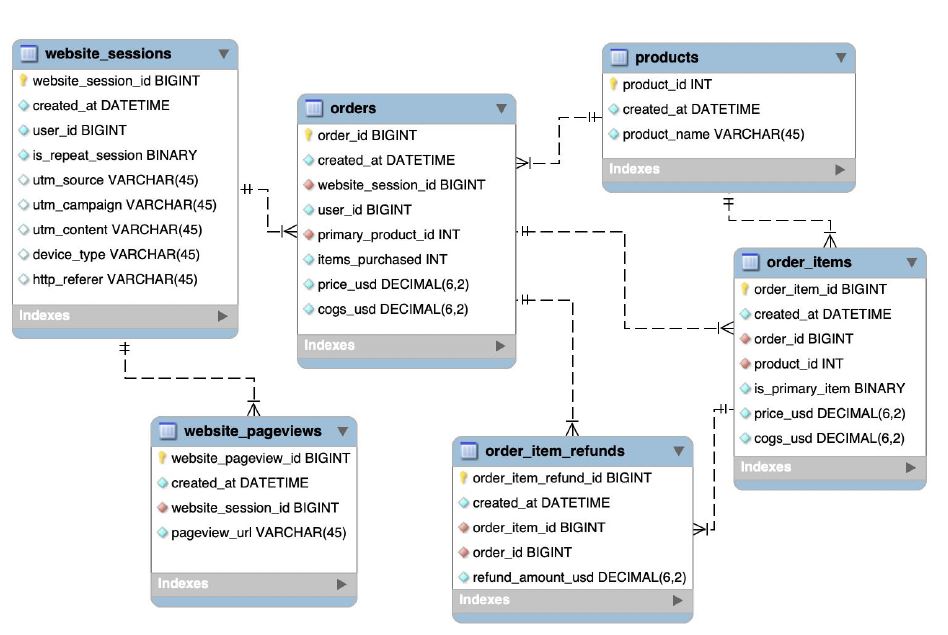 website_sessions
website_session_id BIGINT
created_at DATETIME
user_id BIGINT
is_repeat_session BINARY
utm_source VARCHAR(45)
utm_campaign VARCHAR(45)
utm_content VARCHAR(45)
device_type VARCHAR(45)
http_referer VARCHAR(45)
Indexes
orders
order_id BIGINT
created_at DATETIME
website_session_id BIGINT
user_id BIGINT
primary_product_id INT
items_purchased INT
price_usd DECIMAL(6,2)
cogs_usd DECIMAL(6,2)
Indexes
products
product_id INT
created_at DATETIME
product_name VARCHAR(45)
Indexes
order_items
order_item_id BIGINT
created_at DATETIME
order_id BIGINT
product_id INT
is_primary_item BINARY
price_usd DECIMAL(6,2)
cogs_usd DECIMAL(6,2)
Indexes
website_pageviews
website_pageview_id BIGINT
created_at DATETIME
website_session_id BIGINT
pageview_url VARCHAR(45)
Indexes
order_item_refunds
order_item_refund_id BIGINT
created_at DATETIME
order_item_id BIGINT
order_id BIGINT
refund_amount_usd DECIMAL(6,2)
Indexes